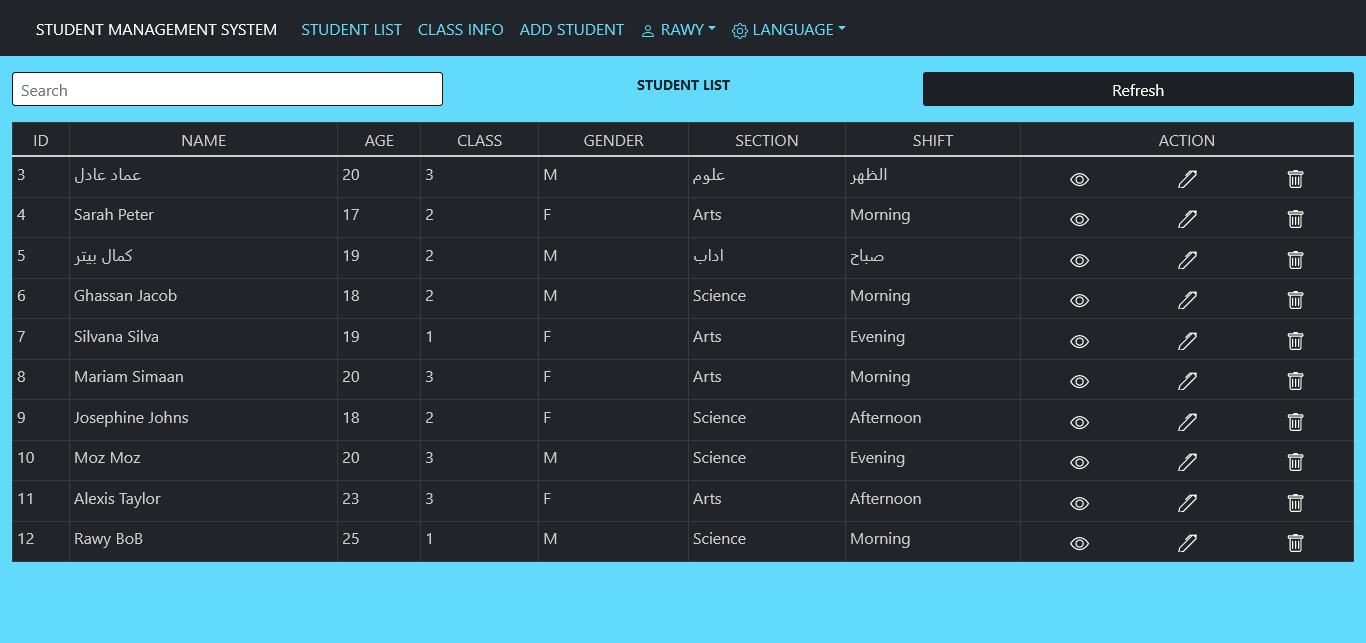 STUDENT MANAGEMENT SYSTEM STUDENT LIST CLASS INFO ADD STUDENT RAWY LANGUAGE
Search STUDENT LIST Refresh
ID NAME AGE CLASS GENDER SECTION SHIFT ACTION
3 عماد عادل 20 3 M علوم الظهر
4 Sarah Peter 17 2 F Arts Morning
5 كمال بيتر 19 2 M اداب صباح
6 Ghassan Jacob 18 2 M Science Morning
7 Silvana Silva 19 1 F Arts Evening
8 Mariam Simaan 20 3 F Arts Morning
9 Josephine Johns 18 2 F Science Afternoon
10 Moz Moz 20 3 M Science Evening
11 Alexis Taylor 23 3 F Arts Afternoon
12 Rawy BoB 25 1 M Science Morning